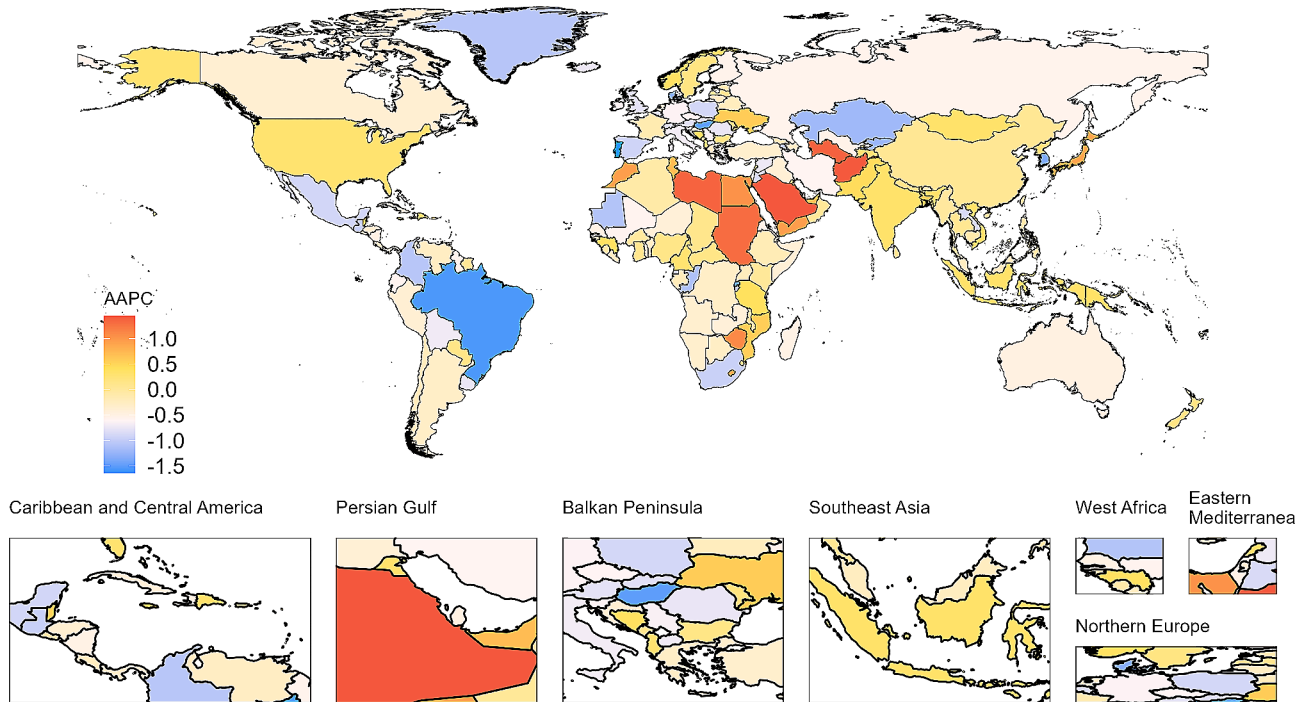 AAPC
1.0
0.5
0.0
-0.5
-1.0
-1.5
Caribbean and Central America
Persian Gulf
Balkan Peninsula
Southeast Asia
West Africa
Eastern
Mediterranea
Northern Europe